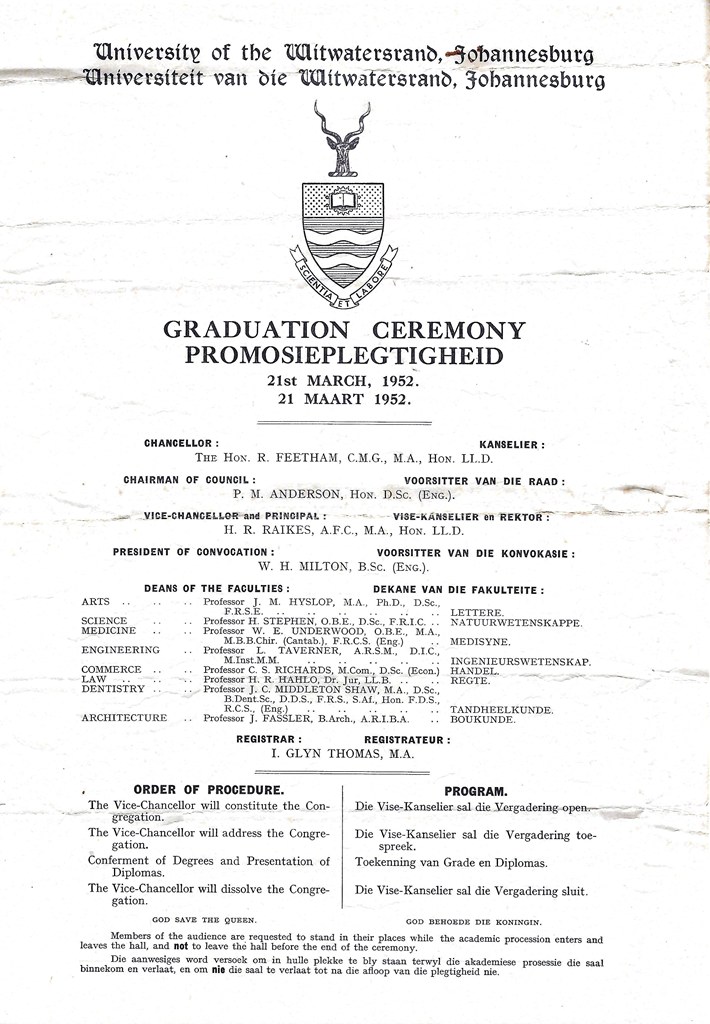 University of the Witwatersrand, Johannesburg
Universiteit van die Witwatersrand, Johannesburg
SCIENTIA ET LABORE
GRADUATION CEREMONY
PROMOSIEPLEGTIGHEID
21st MARCH, 1952.
21 MAART 1952.
CHANCELLOR : KANSELIER :
THE HON. R. FEETHAM, C.M.G., M.A., HON. LL.D.
CHAIRMAN OF COUNCIL : VOORSITTER VAN DIE RAAD :
P. M. ANDERSON, HON. D.SC. (ENG.).
VICE-CHANCELLOR and PRINCIPAL : VISE-KANSELIER en REKTOR :
H. R. RAIKES, A.F.C., M.A., HON. LL.D.
PRESIDENT OF CONVOCATION : VOORSITTER VAN DIE KONVOKASIE :
W. H. MILTON, B.SC. (ENG.).
DEANS OF THE FACULTIES : DEKANE VAN DIE FAKULTEITE :
ARTS .. .. .. Professor J. M. HYSLOP, M.A., Ph.D., D.Sc.,
F.R.S.E. .. .. .. .. .. .. LETTERE.
SCIENCE .. .. Professor H. STEPHEN, O.B.E., D.Sc., F.R.I.C. .. NATUURWETENSKAPPE.
MEDICINE .. .. Professor W. E. UNDERWOOD, O.B.E., M.A.,
M.B.B.Chir. (Cantab.), F.R.C.S. (Eng.) .. MEDISYNE.
ENGINEERING .. Professor L. TAVERNER, A.R.S.M., D.I.C.,
M.Inst.M.M. .. .. .. .. .. INGENIEURSWETENSKAP.
COMMERCE .. .. Professor C. S. RICHARDS, M.Com., D.Sc. (Econ.) HANDEL.
LAW .. .. .. Professor H. R. HAHLO, Dr. Jur, LL.B. .. .. REGTE.
DENTISTRY .. .. Professor J. C. MIDDLETON SHAW, M.A., D.Sc.,
B.Dent.Sc., D.D.S., F.R.S., S.Af., Hon. F.D.S.,
R.C.S., (Eng.) .. .. .. .. .. TANDHEELKUNDE.
ARCHITECTURE .. Professor J. FASSLER, B.Arch., A.R.I.B.A. .. BOUKUNDE.
REGISTRAR : REGISTRATEUR :
I. GLYN THOMAS, M.A.
ORDER OF PROCEDURE.
The Vice-Chancellor will constitute the Con-
gregation.
The Vice-Chancellor will address the Congre-
gation.
Conferment of Degrees and Presentation of
Diplomas.
The Vice-Chancellor will dissolve the Congre-
gation.
GOD SAVE THE QUEEN.
PROGRAM.
Die Vise-Kanselier sal die Vergadering open.
Die Vise-Kanselier sal die Vergadering toe-
spreek.
Toekenning van Grade en Diplomas.
Die Vise-Kanselier sal die Vergadering sluit.
GOD BEHOEDE DIE KONINGIN.
Members of the audience are requested to stand in their places while the academic procession enters and
leaves the hall, and not to leave the hall before the end of the ceremony.
Die aanwesiges word versoek om in hulle plekke te bly staan terwyl die akademiese prosessie die saal
binnekom en verlaat, en om nie die saal te verlaat tot na die afloop van die plegtigheid nie.